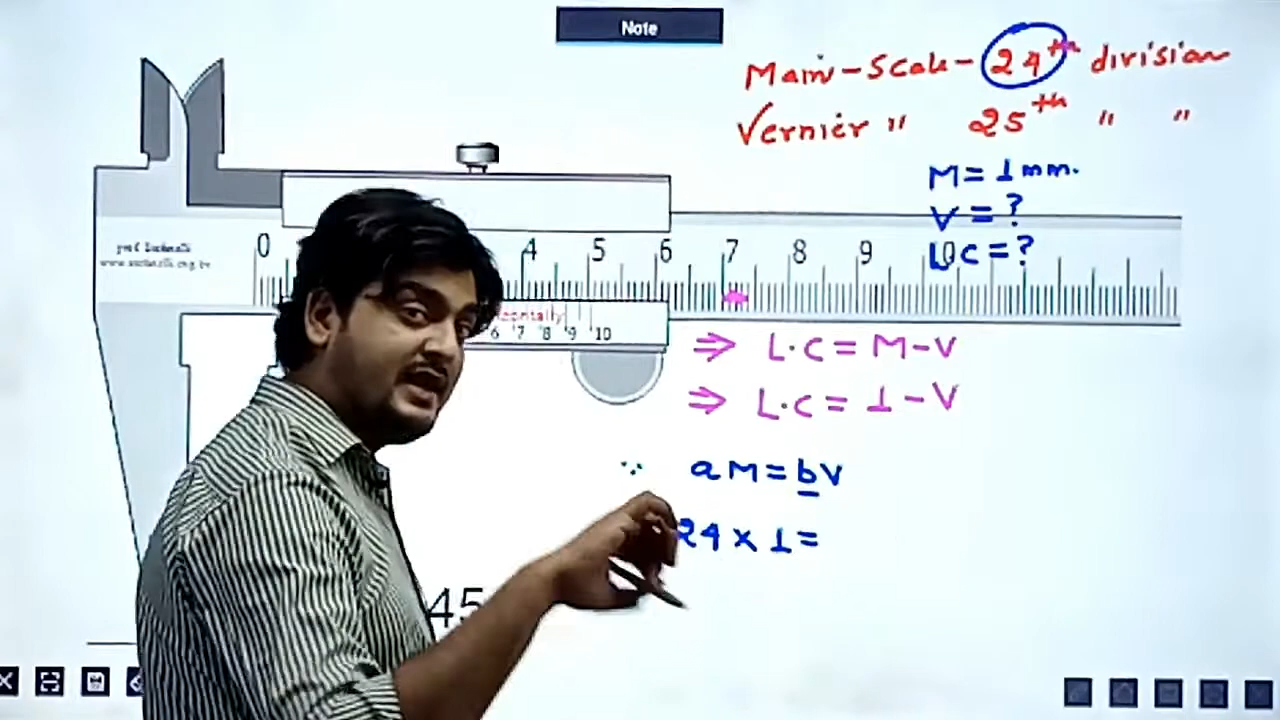 Note
Main-Scale-24th division
Vernier " 25th " "
M = 1mm.
V = ?
LC = ?
0 4 5 6 7 8 9 10
6 7 8 9 10
⇒ L.C = M-V
⇒ L.C = 1-V
∵ aM = bV
24 × 1 =
45